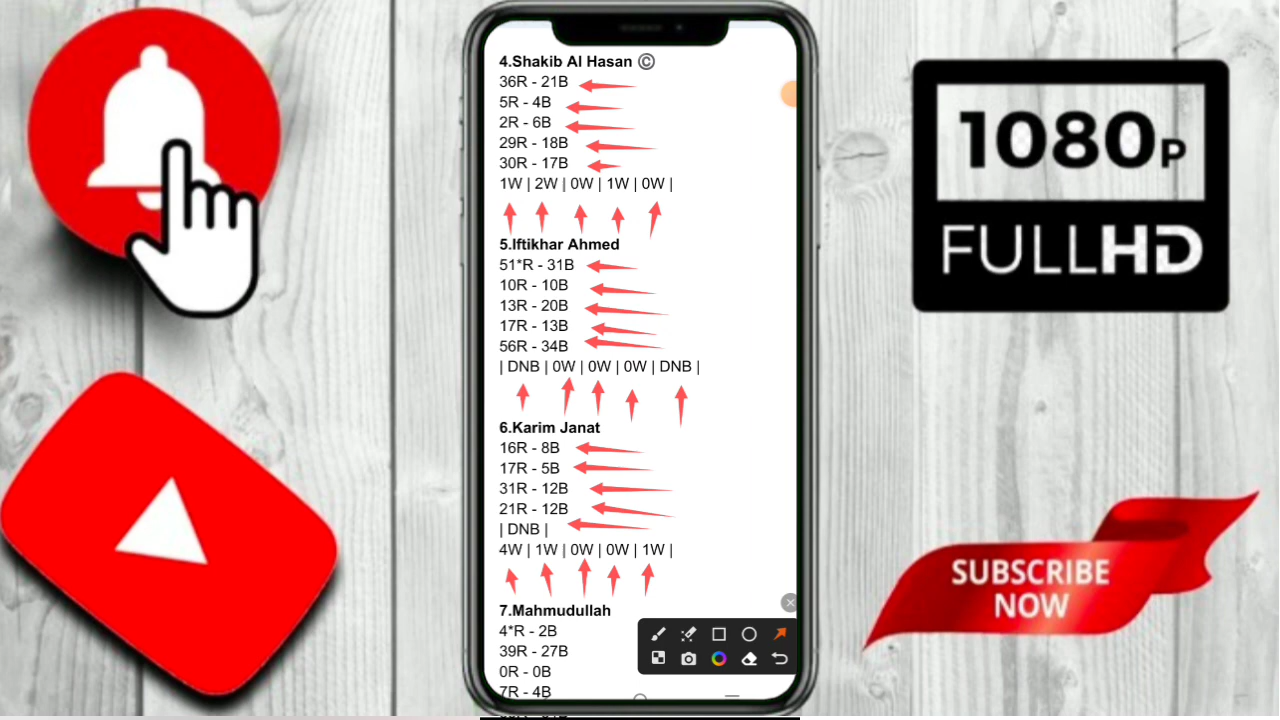 4.Shakib Al Hasan ©
36R - 21B
5R - 4B
2R - 6B
29R - 18B
30R - 17B
1W | 2W | 0W | 1W | 0W |
5.Iftikhar Ahmed
51*R - 31B
10R - 10B
13R - 20B
17R - 13B
56R - 34B
| DNB | 0W | 0W | 0W | DNB |
6.Karim Janat
16R - 8B
17R - 5B
31R - 12B
21R - 12B
| DNB |
4W | 1W | 0W | 0W | 1W |
7.Mahmudullah
4*R - 2B
39R - 27B
0R - 0B
7R - 4B
1080P
FULLHD
SUBSCRIBE
NOW